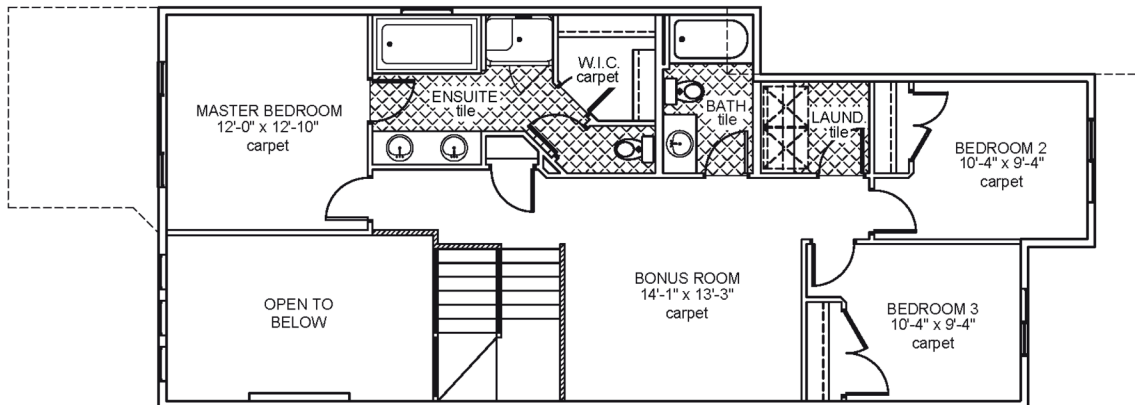 MASTER BEDROOM
12'-0" x 12'-10"
carpet
ENSUITE
tile
W.I.C.
carpet
BATH
tile
LAUND.
tile
BEDROOM 2
10'-4" x 9'-4"
carpet
OPEN TO
BELOW
BONUS ROOM
14'-1" x 13'-3"
carpet
BEDROOM 3
10'-4" x 9'-4"
carpet